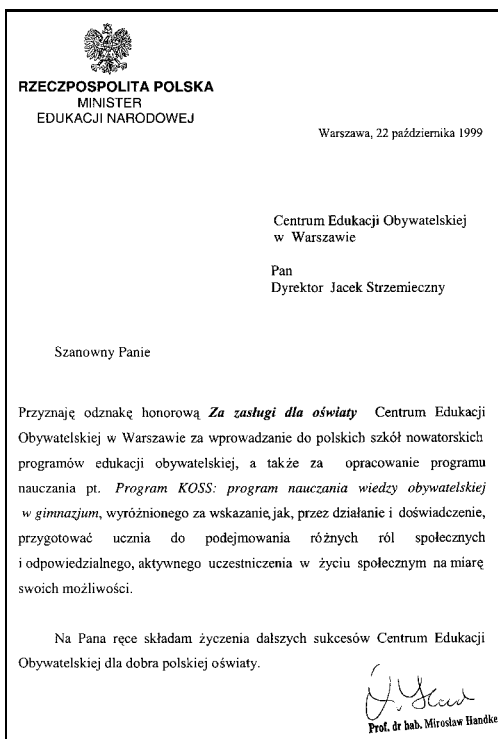 RZECZPOSPOLITA POLSKA
MINISTER
EDUKACJI NARODOWEJ
Warszawa, 22 października 1999
Centrum Edukacji Obywatelskiej
w Warszawie
Pan
Dyrektor Jacek Strzemieczny
Szanowny Panie
Przyznaję odznakę honorową Za zasługi dla oświaty Centrum Edukacji
Obywatelskiej w Warszawie za wprowadzanie do polskich szkół nowatorskich
programów edukacji obywatelskiej, a także za opracowanie programu
nauczania pt. Program KOSS: program nauczania wiedzy obywatelskiej
w gimnazjum, wyróżnionego za wskazanie, jak, przez działanie i doświadczenie,
przygotować ucznia do podejmowania różnych ról społecznych
i odpowiedzialnego, aktywnego uczestniczenia w życiu społecznym na miarę
swoich możliwości.
Na Pana ręce składam życzenia dalszych sukcesów Centrum Edukacji
Obywatelskiej dla dobra polskiej oświaty.
Prof. dr hab. Mirosław Handke